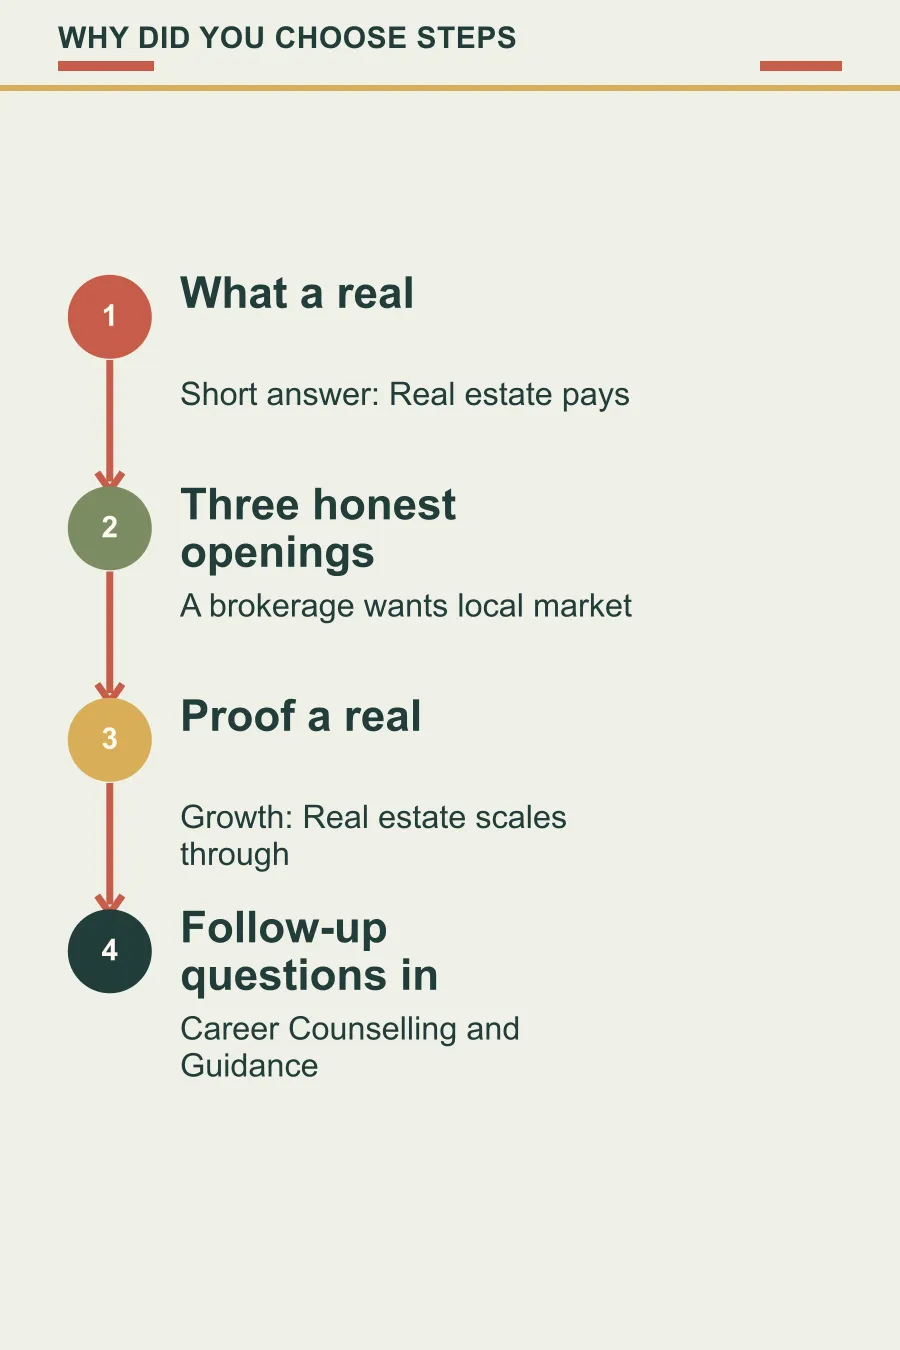 WHY DID YOU CHOOSE STEPS
1
What a real
Short answer: Real estate pays
2
Three honest
openings
A brokerage wants local market
3
Proof a real
Growth: Real estate scales
through
4
Follow-up
questions in
Career Counselling and
Guidance